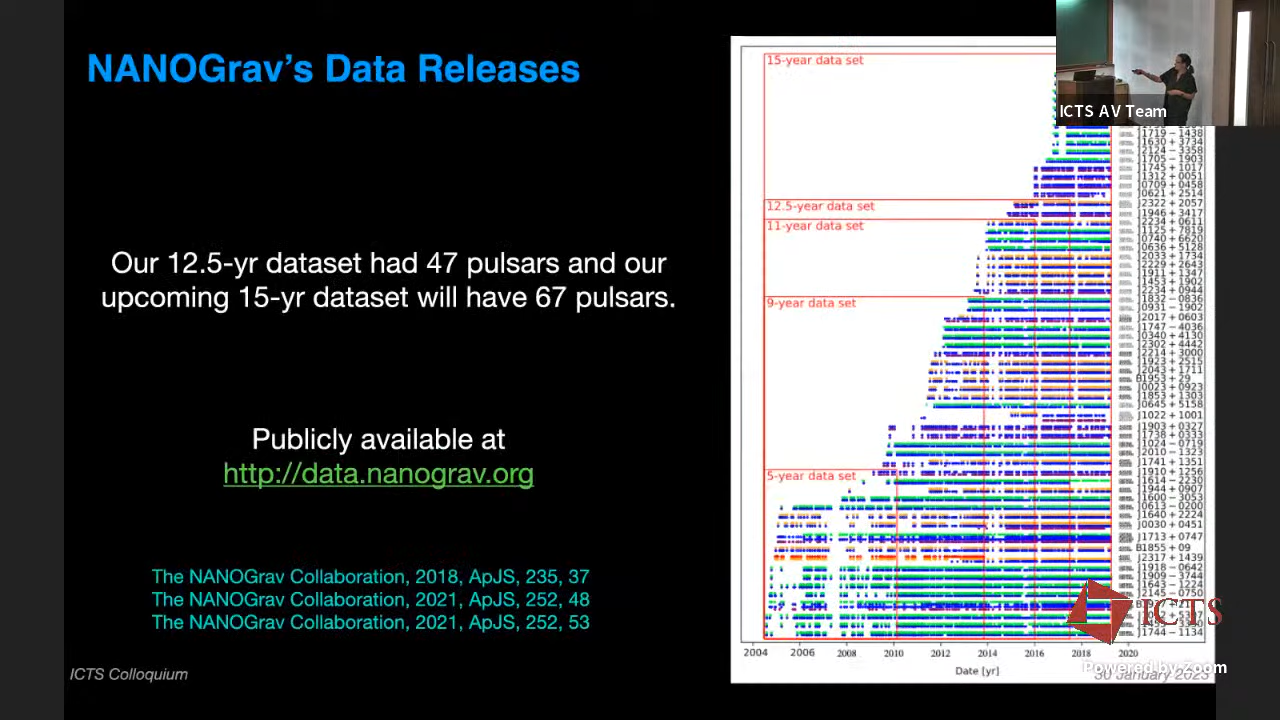 NANOGrav's Data Releases
Our 12.5-yr dataset had 47 pulsars and our
upcoming 15-yr dataset will have 67 pulsars.
Publicly available at
http://data.nanograv.org
The NANOGrav Collaboration, 2018, ApJS, 235, 37
The NANOGrav Collaboration, 2021, ApJS, 252, 48
The NANOGrav Collaboration, 2021, ApJS, 252, 53
ICTS Colloquium
ICTS AV Team
15-year data set
12.5-year data set
11-year data set
9-year data set
5-year data set
J1719−1438
J1630+3734
J2124−3358
J1705−1903
J1745+1017
J1312+0051
J0709+0458
J0621+2514
J2322+2057
J1946+3417
J2234+0611
J1125+7819
J0740+6620
J0636+5128
J2033+1734
J2229+2643
J1911+1347
J1453+1902
J2234+0944
J1832−0836
J0931−1902
J2017+0603
J1747−4036
J0340+4130
J2302+4442
J2214+3000
J1923+2515
J2043+1711
B1953+29
J0023+0923
J1853+1303
J0645+5158
J1022+1001
J1903+0327
J1738+0333
J1024−0719
J2010−1323
J1741+1351
J1910+1256
J1614−2230
J1944+0907
J1600−3053
J0613−0200
J1640+2224
J0030+0451
J1713+0747
B1855+09
J2317+1439
J1918−0642
J1909−3744
J1643−1224
J2145−0750
J1744−1134
2004 2006 2008 2010 2012 2014 2016 2018 2020
Date [yr]
ICTS
Powered by Zoom
30 January 2023